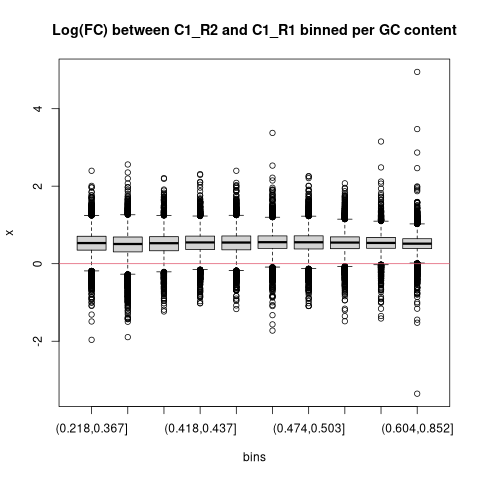 Log(FC) between C1_R2 and C1_R1 binned per GC content
4
2
0
-2
x
(0.218,0.367] (0.418,0.437] (0.474,0.503] (0.604,0.852]
bins